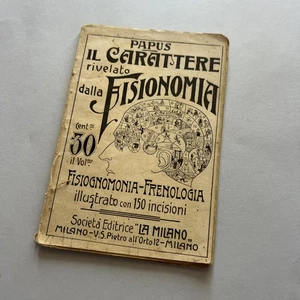 PAPUS
IL CARATTERE
rivelato
dalla FISIONOMIA
Cent.mi
30
il Vol.me
FISIOGNOMONIA-FRENOLOGIA
illustrato con 150 incisioni
Società Editrice "LA MILANO"
MILANO-V.S. Pietro all'Orto 12-MILANO